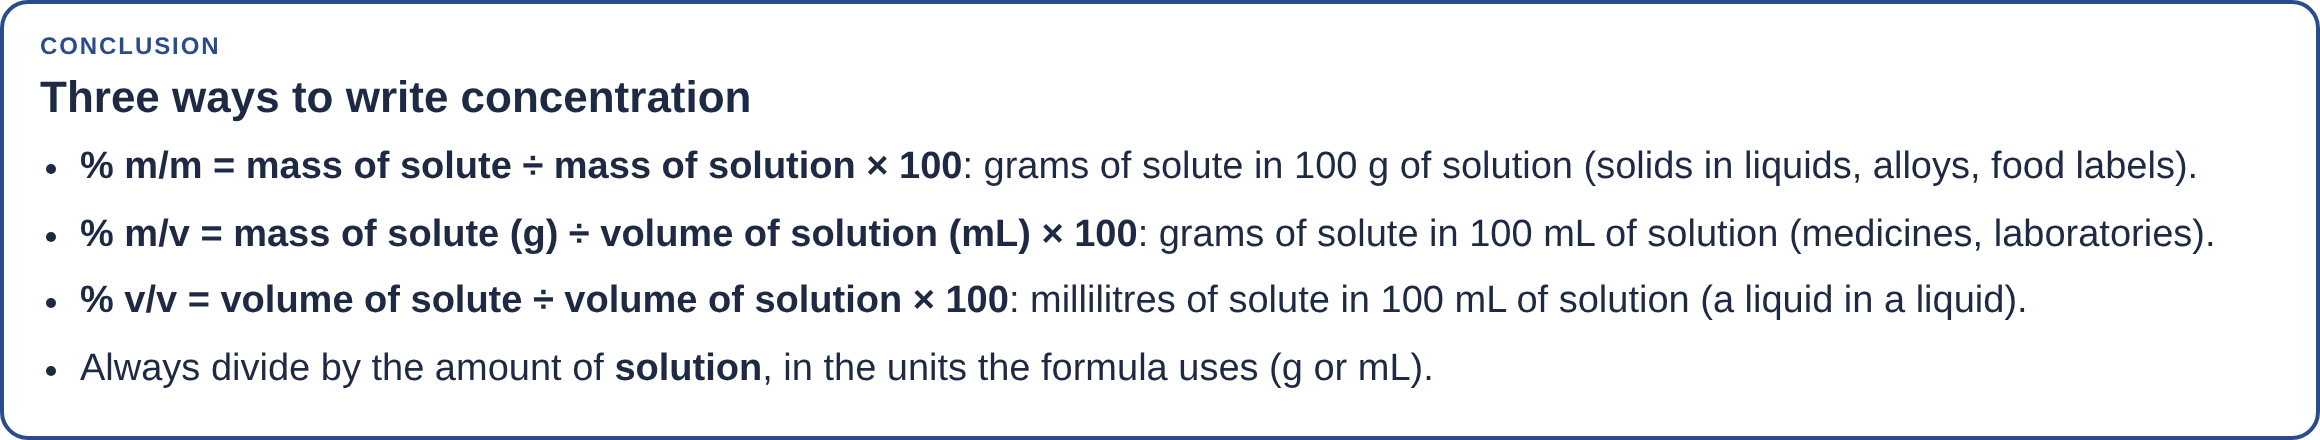 CONCLUSION
Three ways to write concentration
• % m/m = mass of solute ÷ mass of solution × 100: grams of solute in 100 g of solution (solids in liquids, alloys, food labels).
• % m/v = mass of solute (g) ÷ volume of solution (mL) × 100: grams of solute in 100 mL of solution (medicines, laboratories).
• % v/v = volume of solute ÷ volume of solution × 100: millilitres of solute in 100 mL of solution (a liquid in a liquid).
• Always divide by the amount of solution, in the units the formula uses (g or mL).